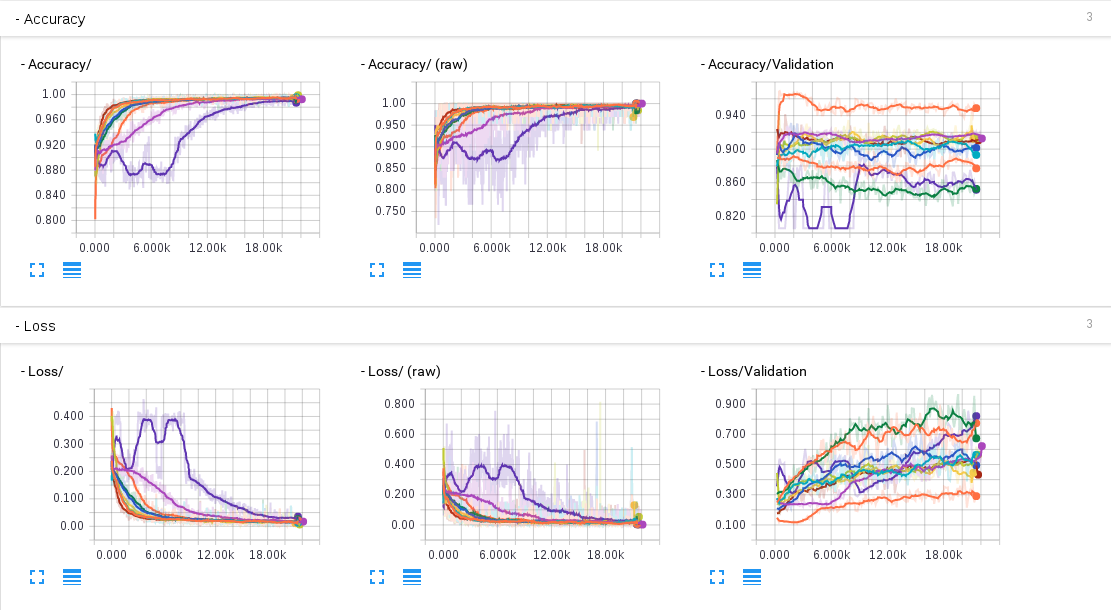 - Accuracy
3
- Accuracy/
1.00
0.960
0.920
0.880
0.840
0.800
0.000 6.000k 12.00k 18.00k
- Accuracy/ (raw)
1.00
0.950
0.900
0.850
0.800
0.750
0.000 6.000k 12.00k 18.00k
- Accuracy/Validation
0.940
0.900
0.860
0.820
0.000 6.000k 12.00k 18.00k
- Loss
3
- Loss/
0.400
0.300
0.200
0.100
0.00
0.000 6.000k 12.00k 18.00k
- Loss/ (raw)
0.800
0.600
0.400
0.200
0.00
0.000 6.000k 12.00k 18.00k
- Loss/Validation
0.900
0.700
0.500
0.300
0.100
0.000 6.000k 12.00k 18.00k